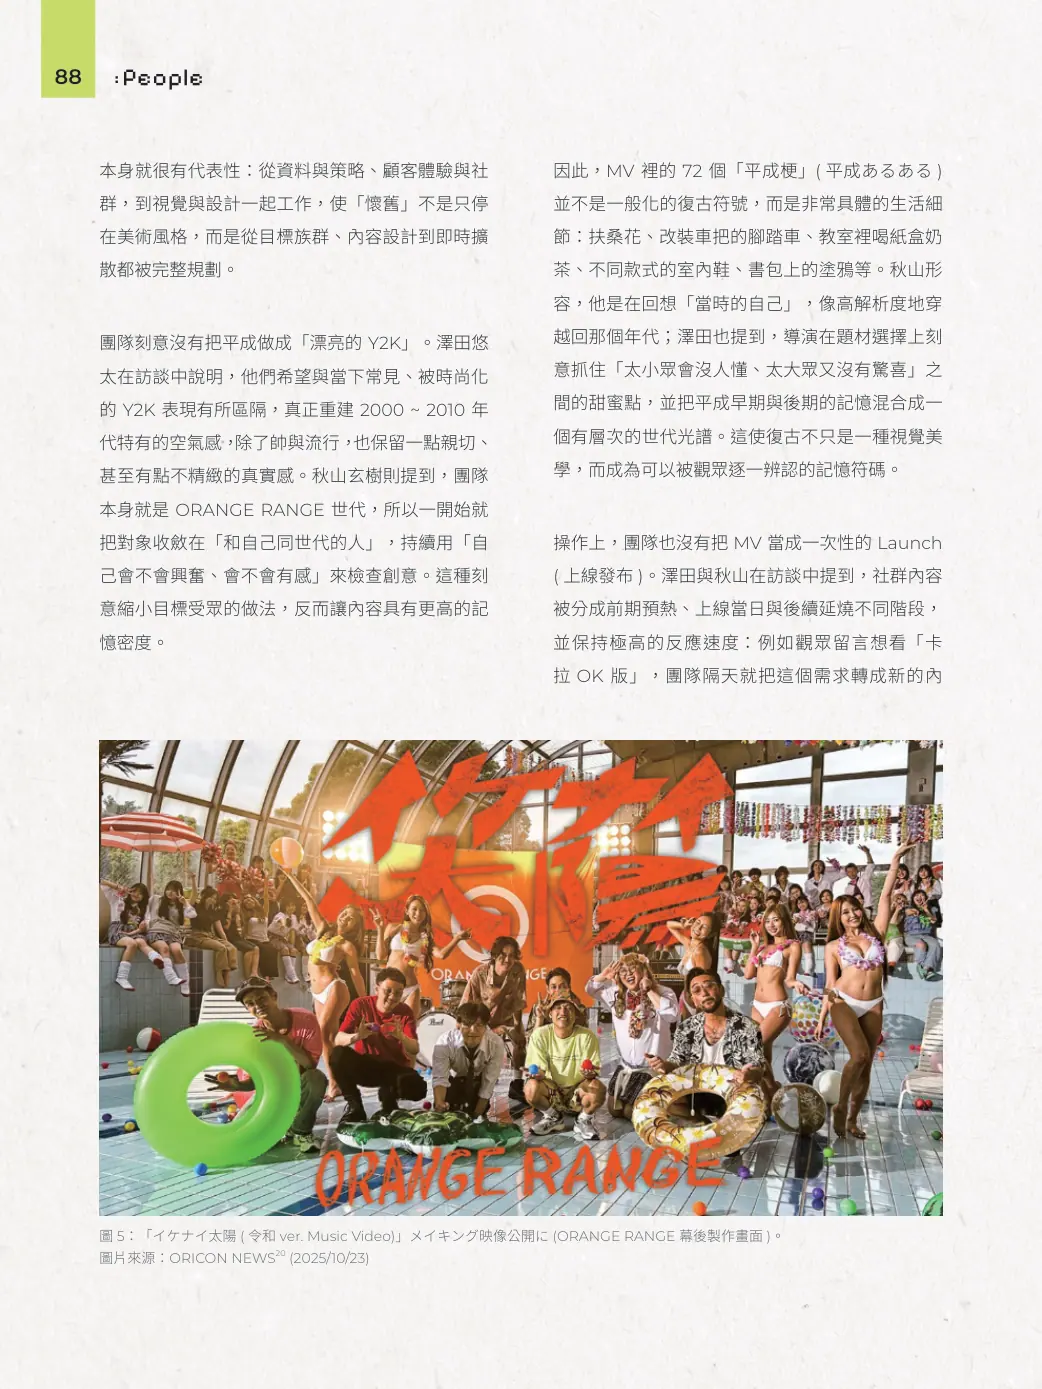 88
:People
本身就很有代表性：從資料與策略、顧客體驗與社
群，到視覺與設計一起工作，使「懷舊」不是只停
在美術風格，而是從目標族群、內容設計到即時擴
散都被完整規劃。
團隊刻意沒有把平成做成「漂亮的 Y2K」。澤田悠
太在訪談中說明，他們希望與當下常見、被時尚化
的 Y2K 表現有所區隔，真正重建 2000 ~ 2010 年
代特有的空氣感，除了帥與流行，也保留一點親切、
甚至有點不精緻的真實感。秋山玄樹則提到，團隊
本身就是 ORANGE RANGE 世代，所以一開始就
把對象收斂在「和自己同世代的人」，持續用「自
己會不會興奮、會不會有感」來檢查創意。這種刻
意縮小目標受眾的做法，反而讓內容具有更高的記
憶密度。
因此，MV 裡的 72 個「平成梗」( 平成あるある )
並不是一般化的復古符號，而是非常具體的生活細
節：扶桑花、改裝車把的腳踏車、教室裡喝紙盒奶
茶、不同款式的室內鞋、書包上的塗鴉等。秋山形
容，他是在回想「當時的自己」，像高解析度地穿
越回那個年代；澤田也提到，導演在題材選擇上刻
意抓住「太小眾會沒人懂、太大眾又沒有驚喜」之
間的甜蜜點，並把平成早期與後期的記憶混合成一
個有層次的世代光譜。這使復古不只是一種視覺美
學，而成為可以被觀眾逐一辨認的記憶符碼。
操作上，團隊也沒有把 MV 當成一次性的 Launch
( 上線發布 )。澤田與秋山在訪談中提到，社群內容
被分成前期預熱、上線當日與後續延燒不同階段，
並保持極高的反應速度：例如觀眾留言想看「卡
拉 OK 版」，團隊隔天就把這個需求轉成新的內
イケナイ
太陽
ORANGE RANGE
Pearl
ORANGE RANGE
圖 5：「イケナイ太陽 ( 令和 ver. Music Video)」メイキング映像公開に (ORANGE RANGE 幕後製作畫面 )。
圖片來源：ORICON NEWS20 (2025/10/23)